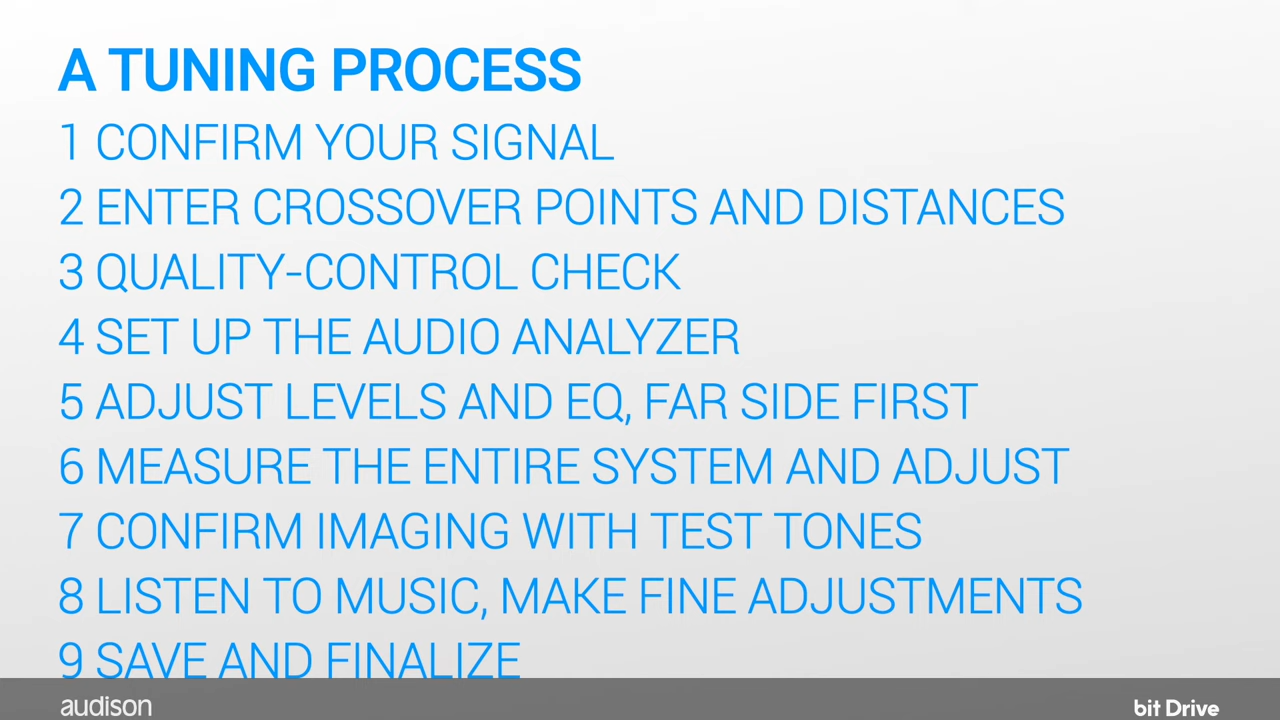 A TUNING PROCESS
1 CONFIRM YOUR SIGNAL
2 ENTER CROSSOVER POINTS AND DISTANCES
3 QUALITY-CONTROL CHECK
4 SET UP THE AUDIO ANALYZER
5 ADJUST LEVELS AND EQ, FAR SIDE FIRST
6 MEASURE THE ENTIRE SYSTEM AND ADJUST
7 CONFIRM IMAGING WITH TEST TONES
8 LISTEN TO MUSIC, MAKE FINE ADJUSTMENTS
9 SAVE AND FINALIZE
audison
bit Drive